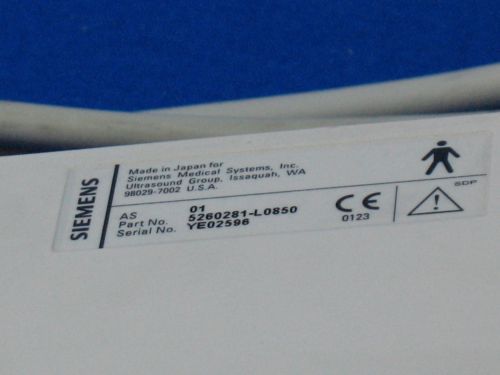 SIEMENS
Made in Japan for
Siemens Medical Systems, Inc.
Ultrasound Group, Issaquah, WA
98029-7002 U.S.A.
AS 01
Part No. 5260281-L0850
Serial No. YE02596
CE
0123
SDP